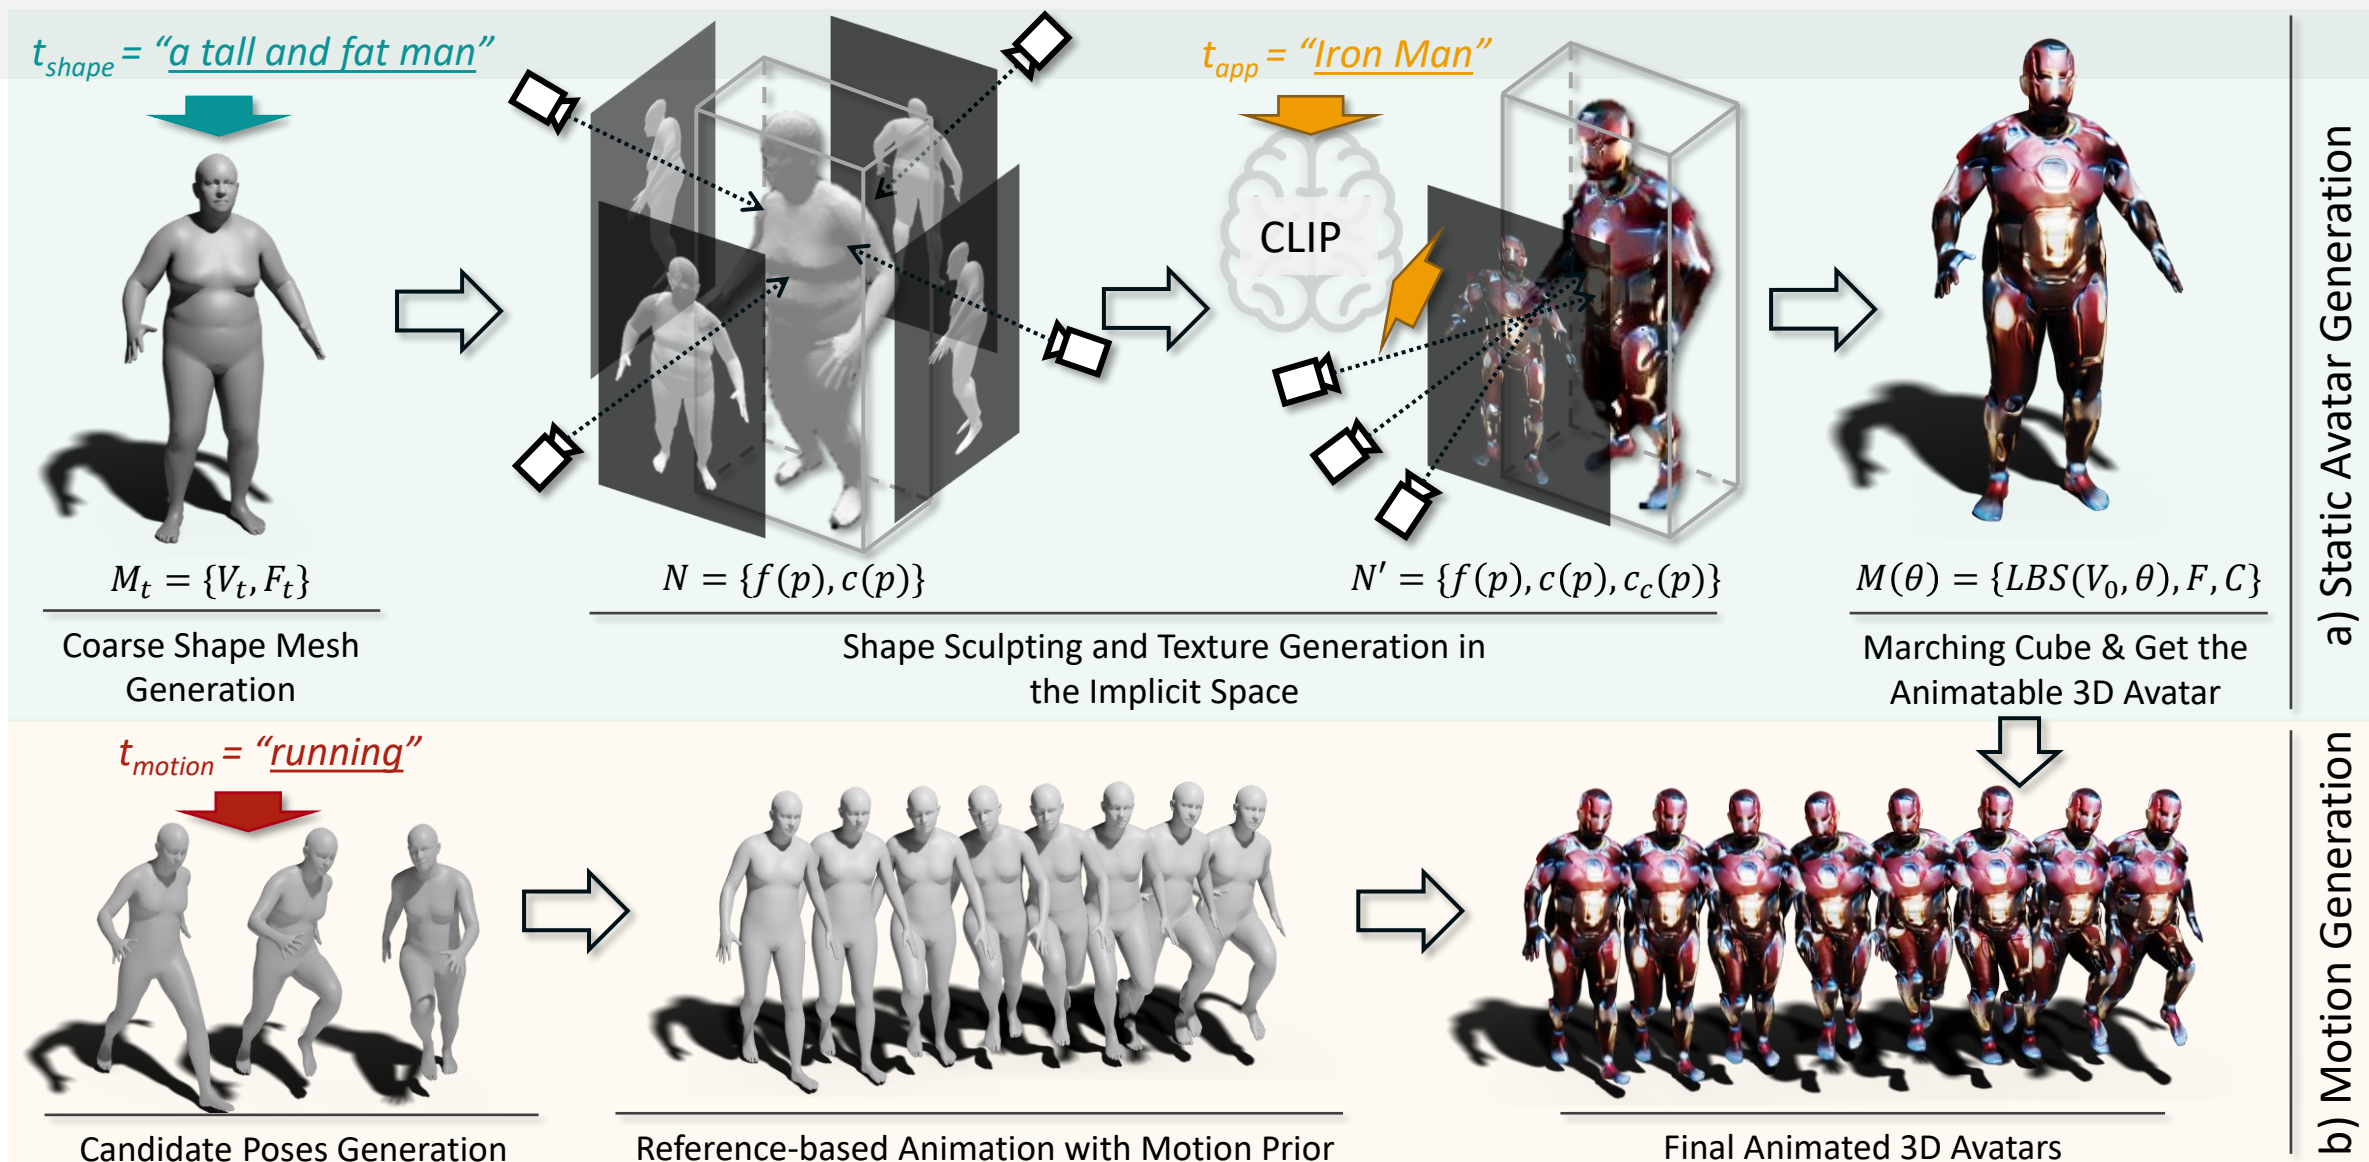 t_shape = “a tall and fat man”
t_app = “Iron Man”
CLIP
M_t = {V_t, F_t}
N = {f(p), c(p)}
N′ = {f(p), c(p), c_c(p)}
M(θ) = {LBS(V_0, θ), F, C}
Coarse Shape Mesh
Generation
Shape Sculpting and Texture Generation in
the Implicit Space
Marching Cube & Get the
Animatable 3D Avatar
a) Static Avatar Generation
t_motion = “running”
Candidate Poses Generation
Reference-based Animation with Motion Prior
Final Animated 3D Avatars
b) Motion Generation